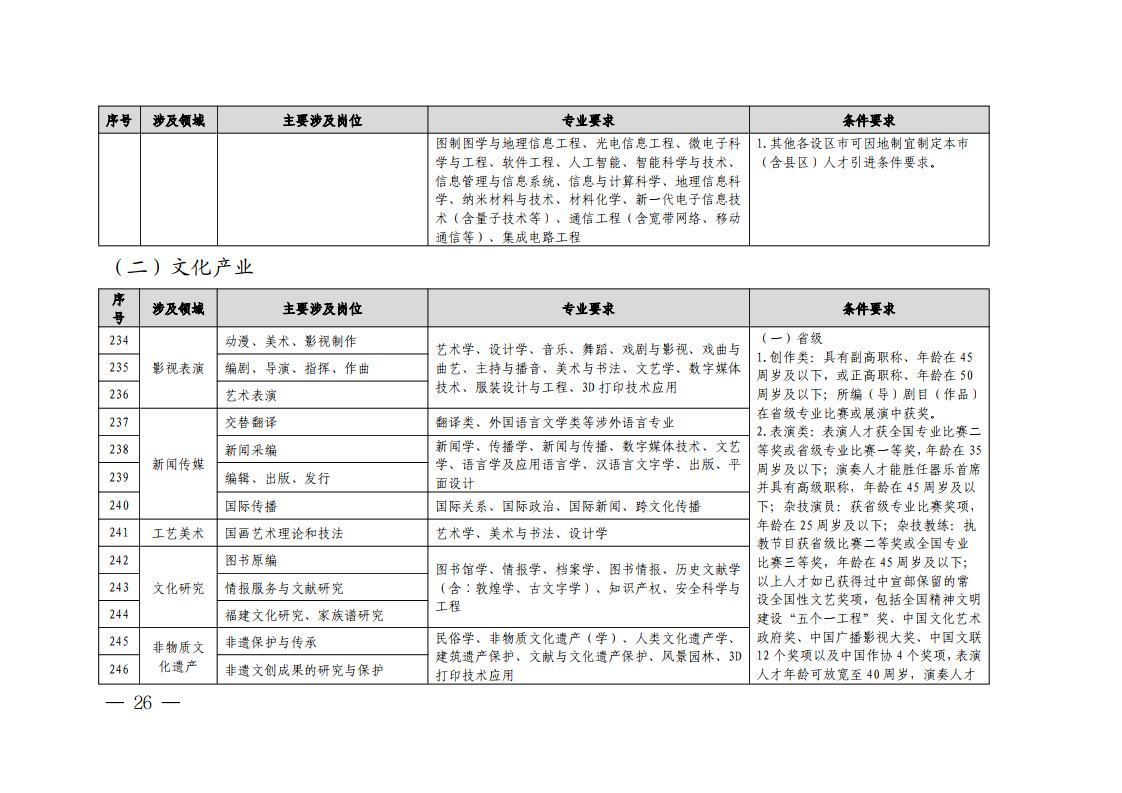 序号 涉及领域 主要涉及岗位 专业要求 条件要求
图制图学与地理信息工程、光电信息工程、微电子科
学与工程、软件工程、人工智能、智能科学与技术、
信息管理与信息系统、信息与计算科学、地理信息科
学、纳米材料与技术、材料化学、新一代电子信息技
术（含量子技术等）、通信工程（含宽带网络、移动
通信等）、集成电路工程
1.其他各设区市可因地制宜制定本市
（含县区）人才引进条件要求。
（二）文化产业
序
号
涉及领域 主要涉及岗位 专业要求 条件要求
234
235
236
影视表演
动漫、美术、影视制作
编剧、导演、指挥、作曲
艺术表演
艺术学、设计学、音乐、舞蹈、戏剧与影视、戏曲与
曲艺、主持与播音、美术与书法、文艺学、数字媒体
技术、服装设计与工程、3D 打印技术应用
237
238
239
240
新闻传媒
交替翻译
新闻采编
编辑、出版、发行
国际传播
翻译类、外国语言文学类等涉外语言专业
新闻学、传播学、新闻与传播、数字媒体技术、文艺
学、语言学及应用语言学、汉语言文字学、出版、平
面设计
国际关系、国际政治、国际新闻、跨文化传播
241 工艺美术 国画艺术理论和技法 艺术学、美术与书法、设计学
242
243
244
文化研究
图书原编
情报服务与文献研究
福建文化研究、家族谱研究
图书馆学、情报学、档案学、图书情报、历史文献学
（含：敦煌学、古文字学）、知识产权、安全科学与
工程
245
246
非物质文
化遗产
非遗保护与传承
非遗文创成果的研究与保护
民俗学、非物质文化遗产（学）、人类文化遗产学、
建筑遗产保护、文献与文化遗产保护、风景园林、3D
打印技术应用
（一）省级
1.创作类：具有副高职称、年龄在 45
周岁及以下，或正高职称、年龄在 50
周岁及以下；所编（导）剧目（作品）
在省级专业比赛或展演中获奖。
2.表演类：表演人才获全国专业比赛二
等奖或省级专业比赛一等奖，年龄在 35
周岁及以下；演奏人才能胜任器乐首席
并具有高级职称，年龄在 45 周岁及以
下；杂技演员：获省级专业比赛奖项，
年龄在 25 周岁及以下；杂技教练：执
教节目获省级比赛二等奖或全国专业
比赛三等奖，年龄在 45 周岁及以下；
以上人才如已获得过中宣部保留的常
设全国性文艺奖项，包括全国精神文明
建设“五个一工程”奖、中国文化艺术
政府奖、中国广播影视大奖、中国文联
12 个奖项以及中国作协 4 个奖项，表演
人才年龄可放宽至 40 周岁，演奏人才
— 26 —